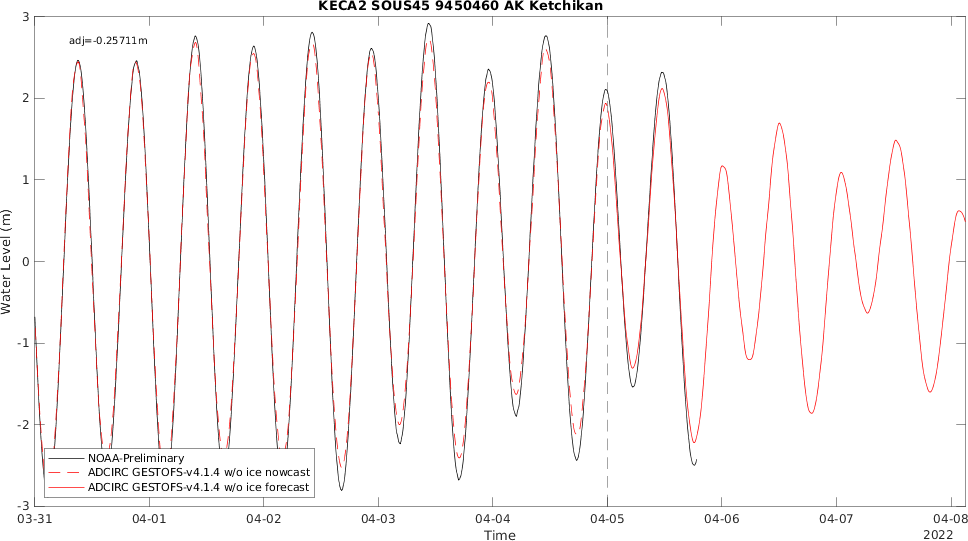 KECA2 SOUS45 9450460 AK Ketchikan
adj=-0.25711m
3
2
1
0
-1
-2
-3
Water Level (m)
NOAA-Preliminary
ADCIRC GESTOFS-v4.1.4 w/o ice nowcast
ADCIRC GESTOFS-v4.1.4 w/o ice forecast
03-31 04-01 04-02 04-03 04-04 04-05 04-06 04-07 04-08
Time
2022